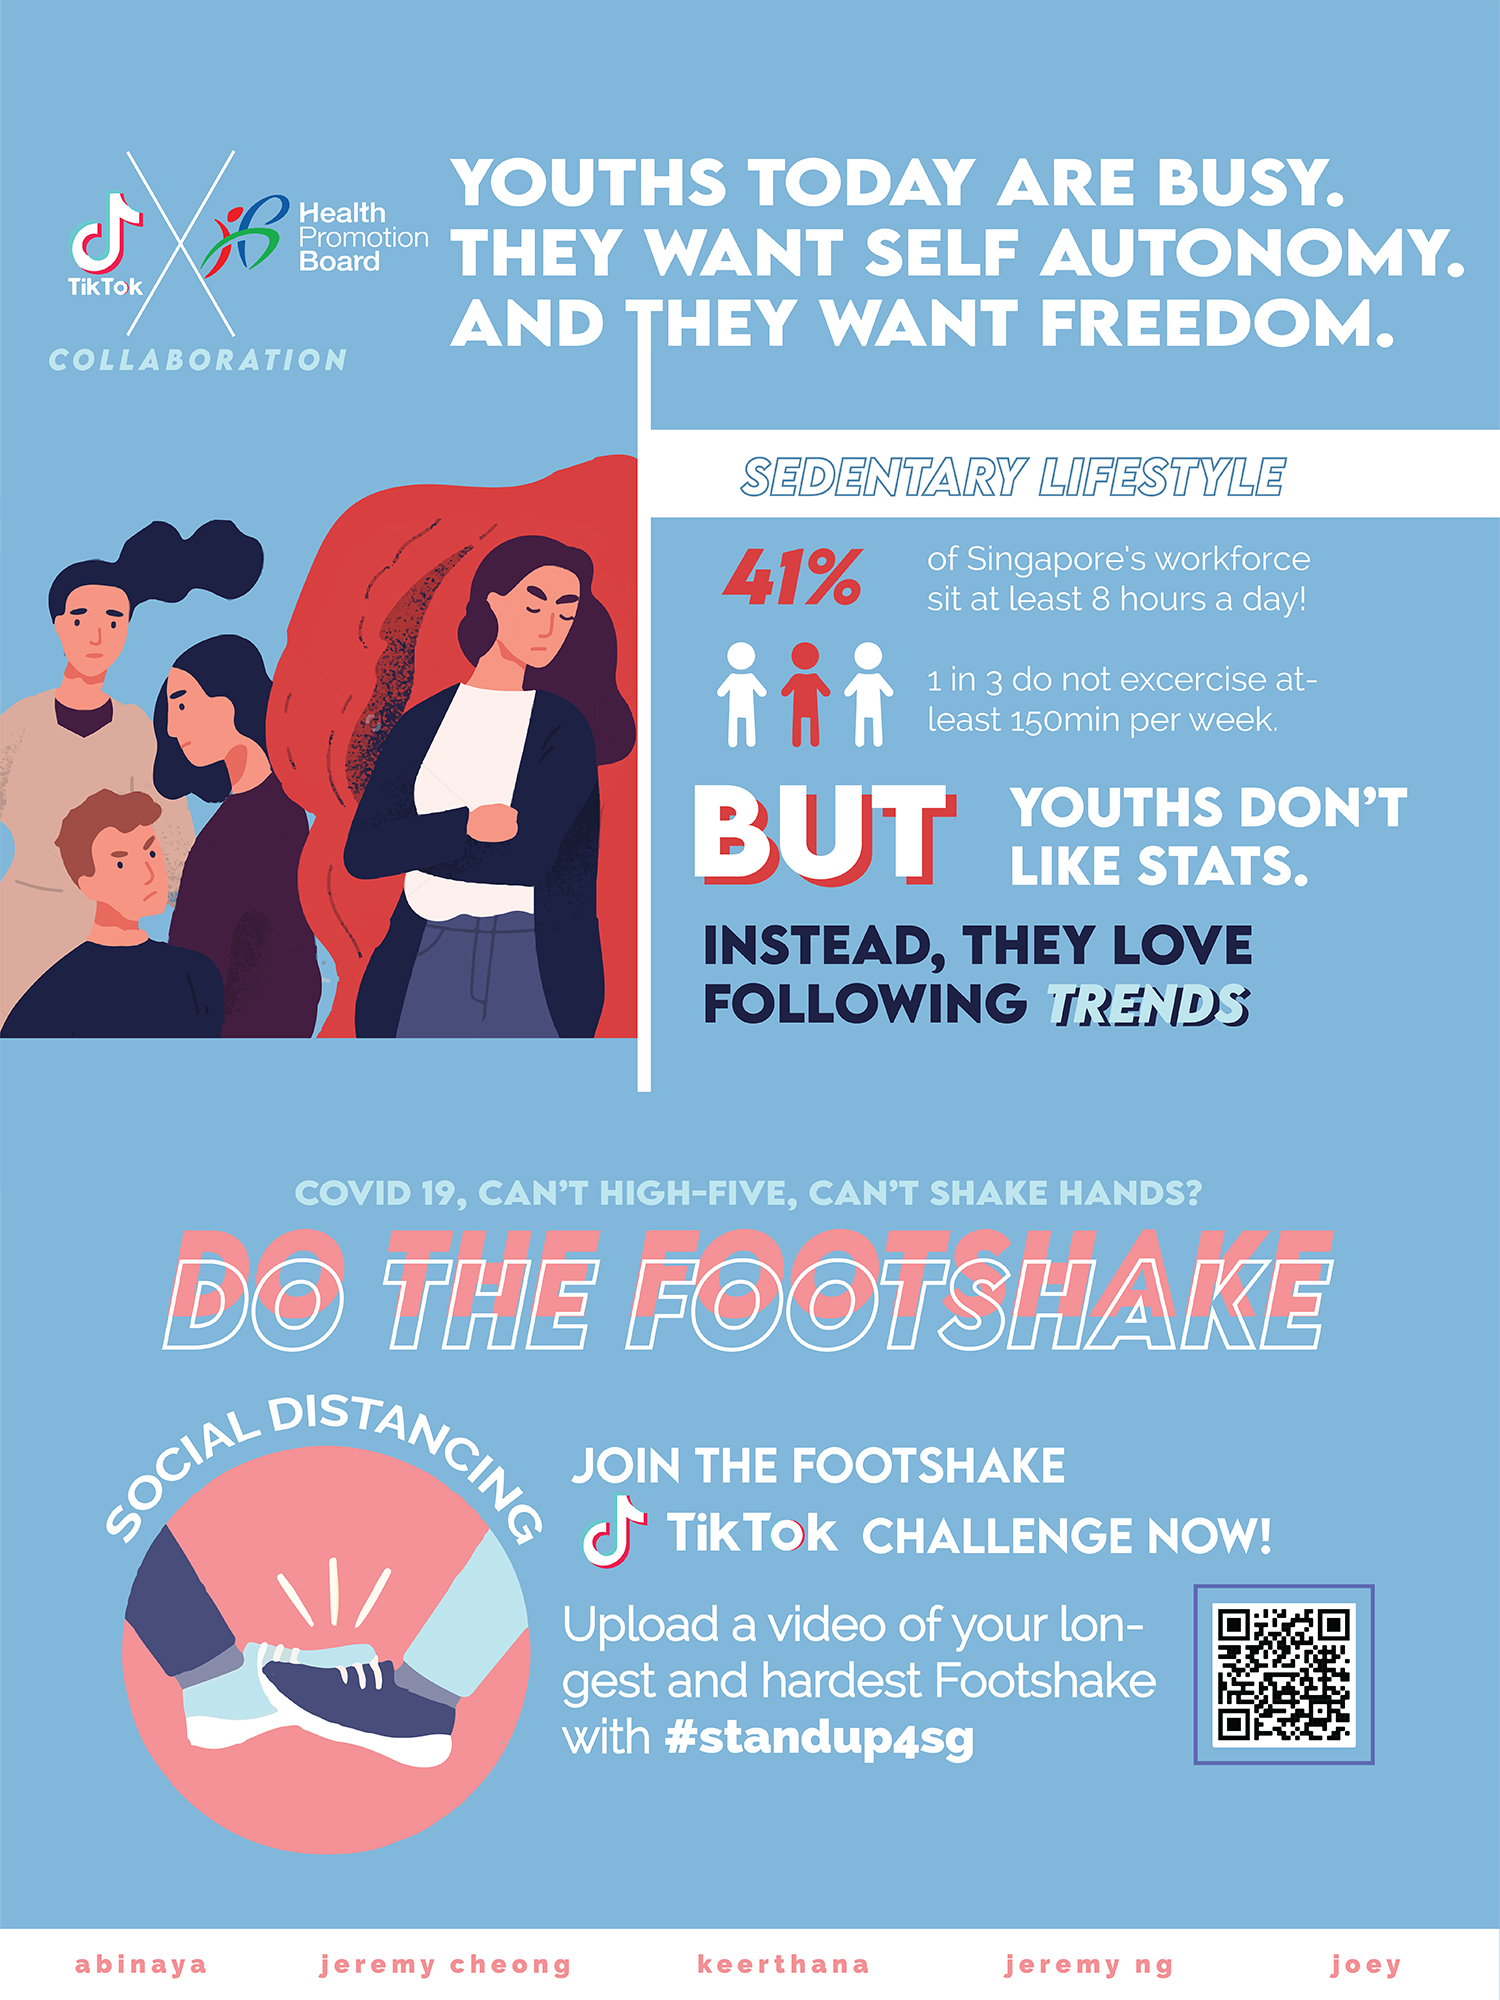 TikTok
Health
Promotion
Board
COLLABORATION
YOUTHS TODAY ARE BUSY.
THEY WANT SELF AUTONOMY.
AND THEY WANT FREEDOM.
SEDENTARY LIFESTYLE
41%
of Singapore's workforce
sit at least 8 hours a day!
1 in 3 do not excercise at-
least 150min per week.
BUT
YOUTHS DON'T
LIKE STATS.
INSTEAD, THEY LOVE
FOLLOWING TRENDS
COVID 19, CAN'T HIGH-FIVE, CAN'T SHAKE HANDS?
DO THE FOOTSHAKE
SOCIAL DISTANCING
JOIN THE FOOTSHAKE
TikTok CHALLENGE NOW!
Upload a video of your lon-
gest and hardest Footshake
with #standup4sg
abinaya jeremy cheong keerthana jeremy ng joey